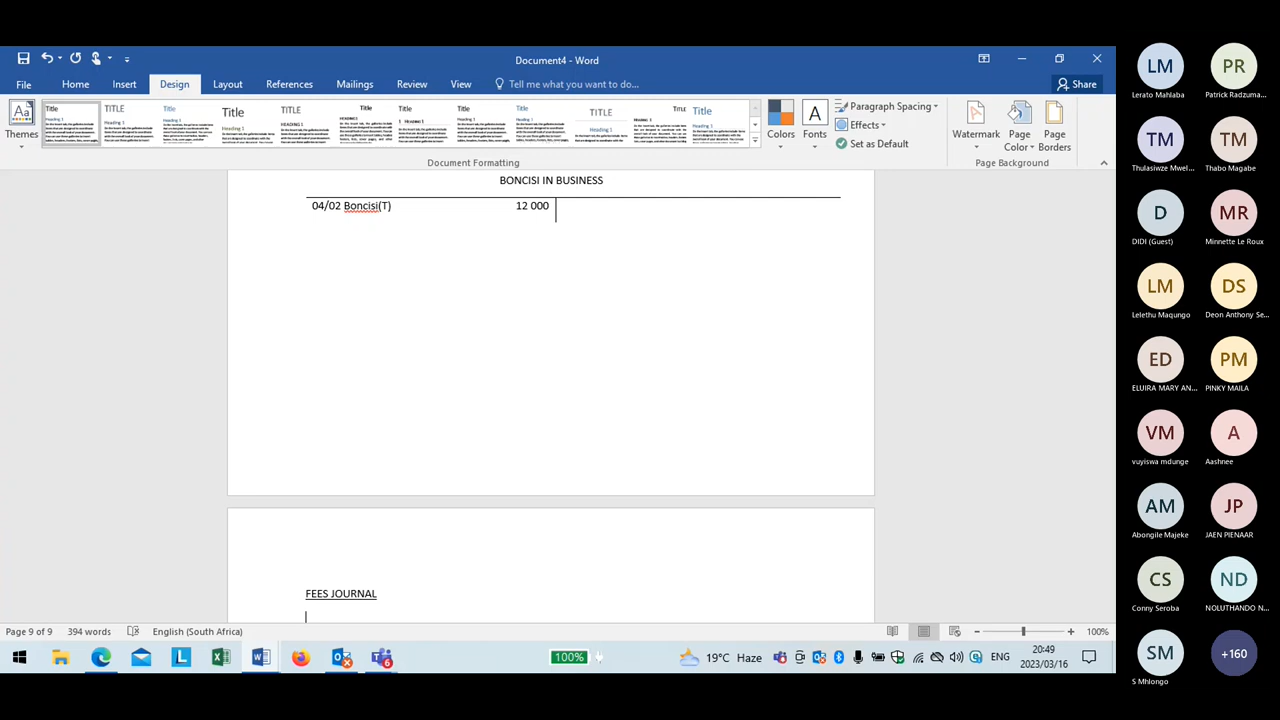 Document4 - Word
File Home Insert Design Layout References Mailings Review View Tell me what you want to do... Share
Themes
Colors
Fonts
Paragraph Spacing
Effects
Set as Default
Watermark
Page Color
Page Borders
Document Formatting
Page Background
BONCISI IN BUSINESS
04/02 Boncisi(T) 12 000
FEES JOURNAL
Page 9 of 9 394 words English (South Africa) 100%
100% 19°C Haze ENG 20:49
2023/03/16
LM PR
Lerato Mahlaba Patrick Radzuma...
TM TM
Thulasizwe Mwel... Thabo Magabe
D MR
DIDI (Guest) Minnette Le Roux
LM DS
Lelethu Maqungo Deon Anthony Se...
ED PM
ELUIRA MARY AN... PINKY MAILA
VM A
vuyiswa mdunge Aashnee
AM JP
Abongile Majeke JAEN PIENAAR
CS ND
Conny Seroba NOLUTHANDO N...
SM +160
S Mhlongo